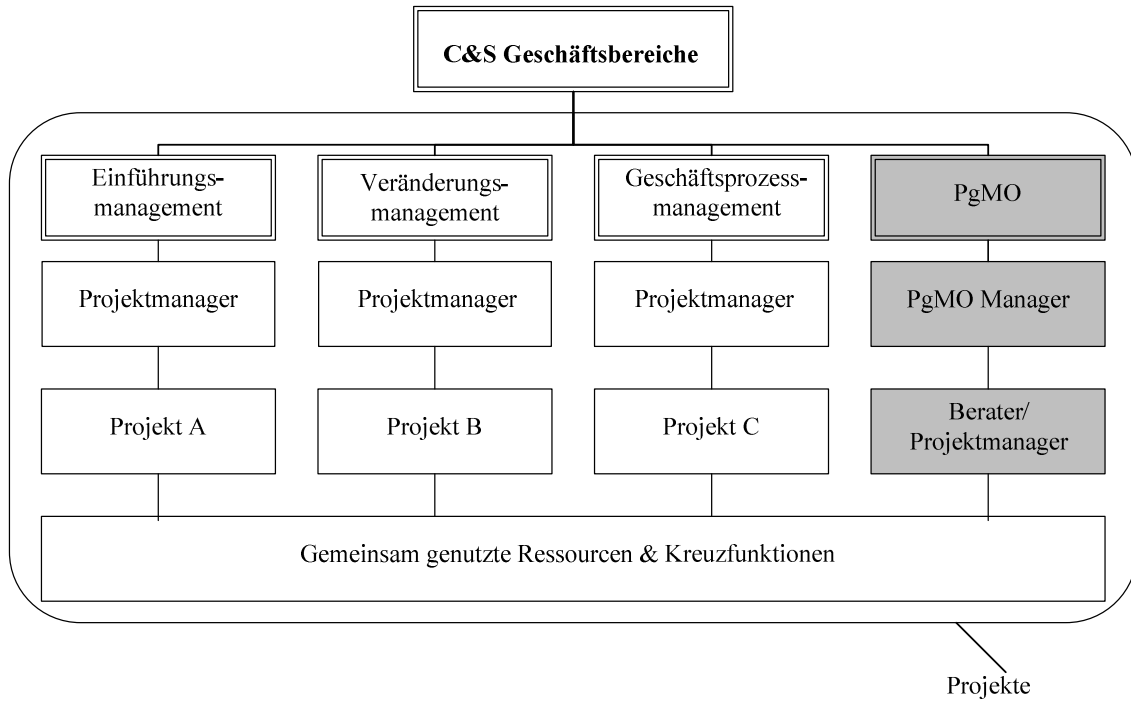 C&S Geschäftsbereiche
Einführungs-
management
Veränderungs-
management
Geschäftsprozess-
management
PgMO
Projektmanager
Projektmanager
Projektmanager
PgMO Manager
Projekt A
Projekt B
Projekt C
Berater/
Projektmanager
Gemeinsam genutzte Ressourcen & Kreuzfunktionen
Projekte